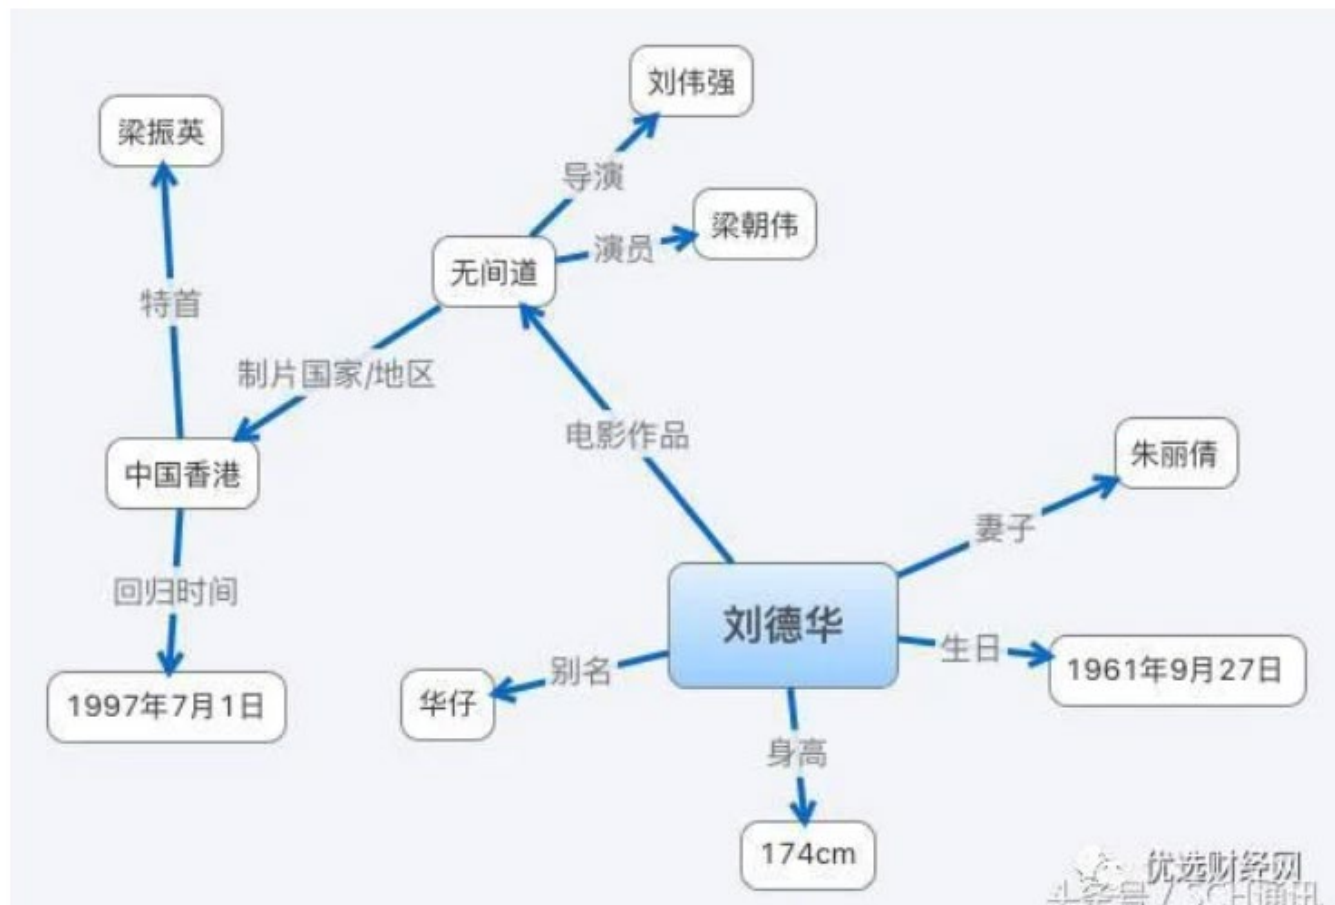 刘伟强
梁振英
导演
梁朝伟
演员
无间道
特首
制片国家/地区
电影作品
朱丽倩
中国香港
妻子
回归时间
刘德华
生日
1961年9月27日
别名
华仔
1997年7月1日
身高
174cm
优选财经网